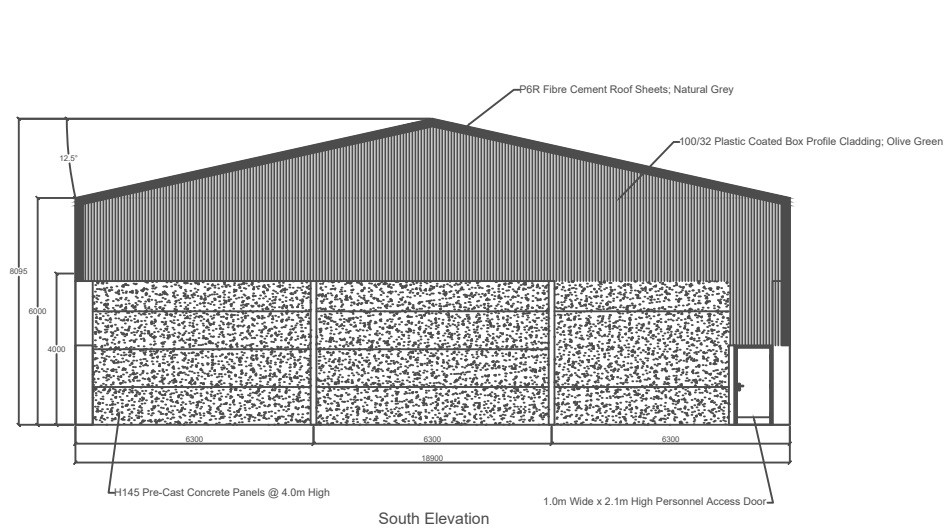 P6R Fibre Cement Roof Sheets; Natural Grey
100/32 Plastic Coated Box Profile Cladding; Olive Green
12.5°
8095
6000
4000
6300
6300
6300
18900
H145 Pre-Cast Concrete Panels @ 4.0m High
1.0m Wide x 2.1m High Personnel Access Door
South Elevation